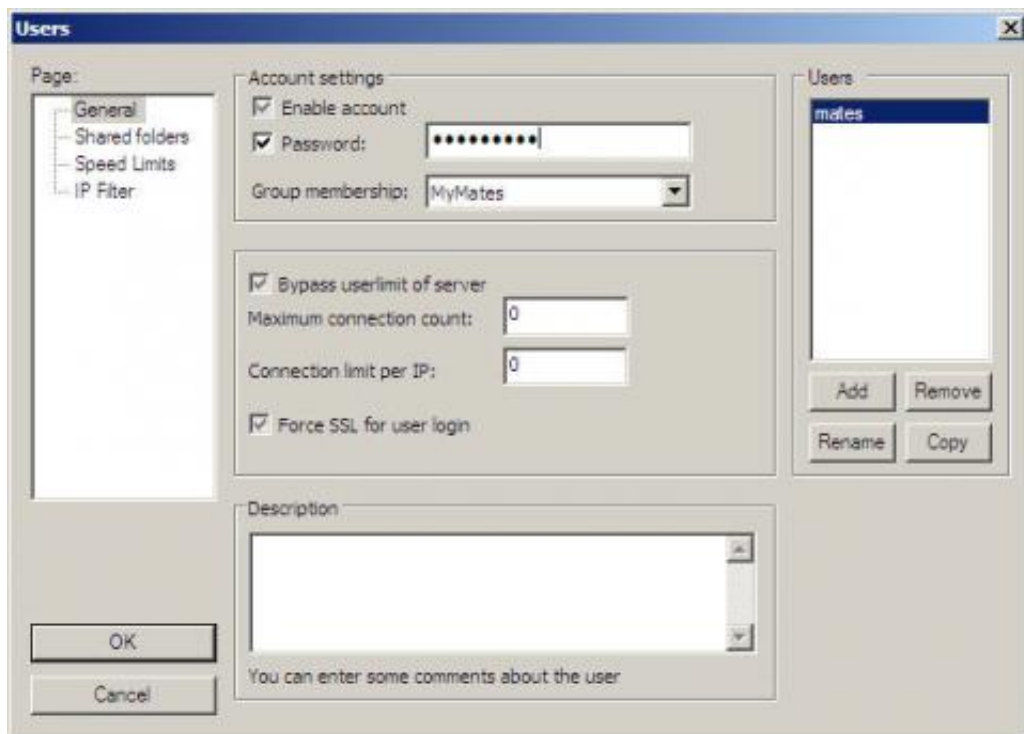 Users
Page:
General
Shared folders
Speed Limits
IP Filter
Account settings
Enable account
Password: •••••••••
Group membership: MyMates
Bypass userlimit of server
Maximum connection count: 0
Connection limit per IP: 0
Force SSL for user login
Description
You can enter some comments about the user
Users
mates
Add Remove
Rename Copy
OK
Cancel